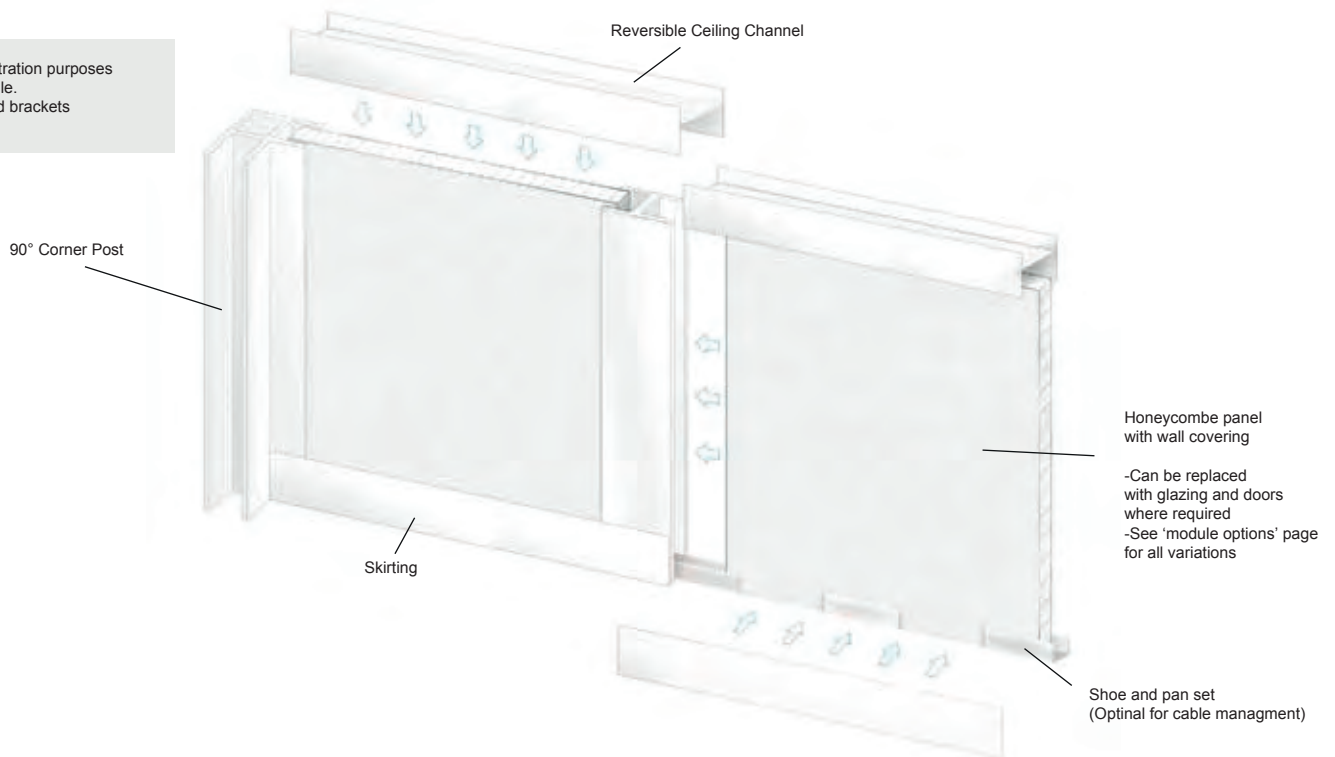 Reversible Ceiling Channel
tration purposes
le.
d brackets
90° Corner Post
Honeycombe panel
with wall covering
-Can be replaced
with glazing and doors
where required
-See ‘module options’ page
for all variations
Skirting
Shoe and pan set
(Optinal for cable managment)